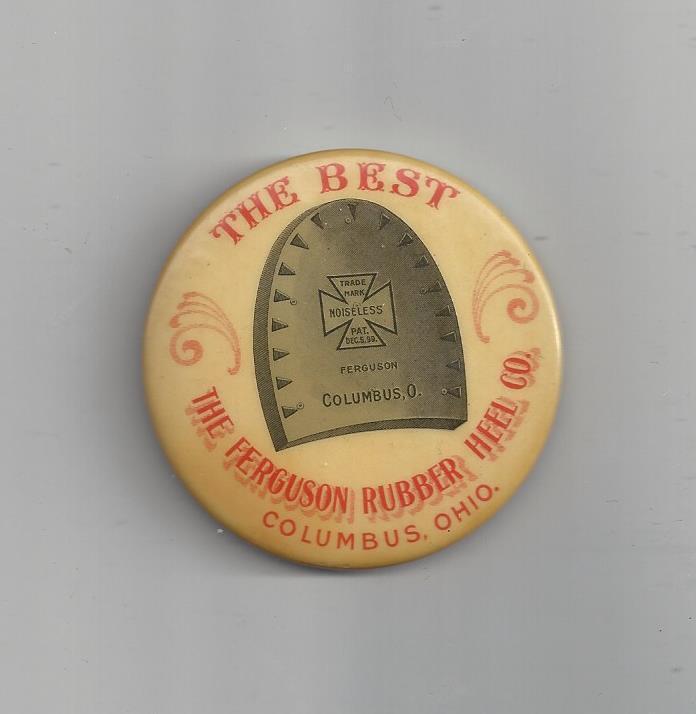 THE BEST
TRADE
MARK
NOISELESS
PAT.
DEC.5.99.
FERGUSON
COLUMBUS, O.
THE FERGUSON RUBBER HEEL CO.
COLUMBUS, OHIO.